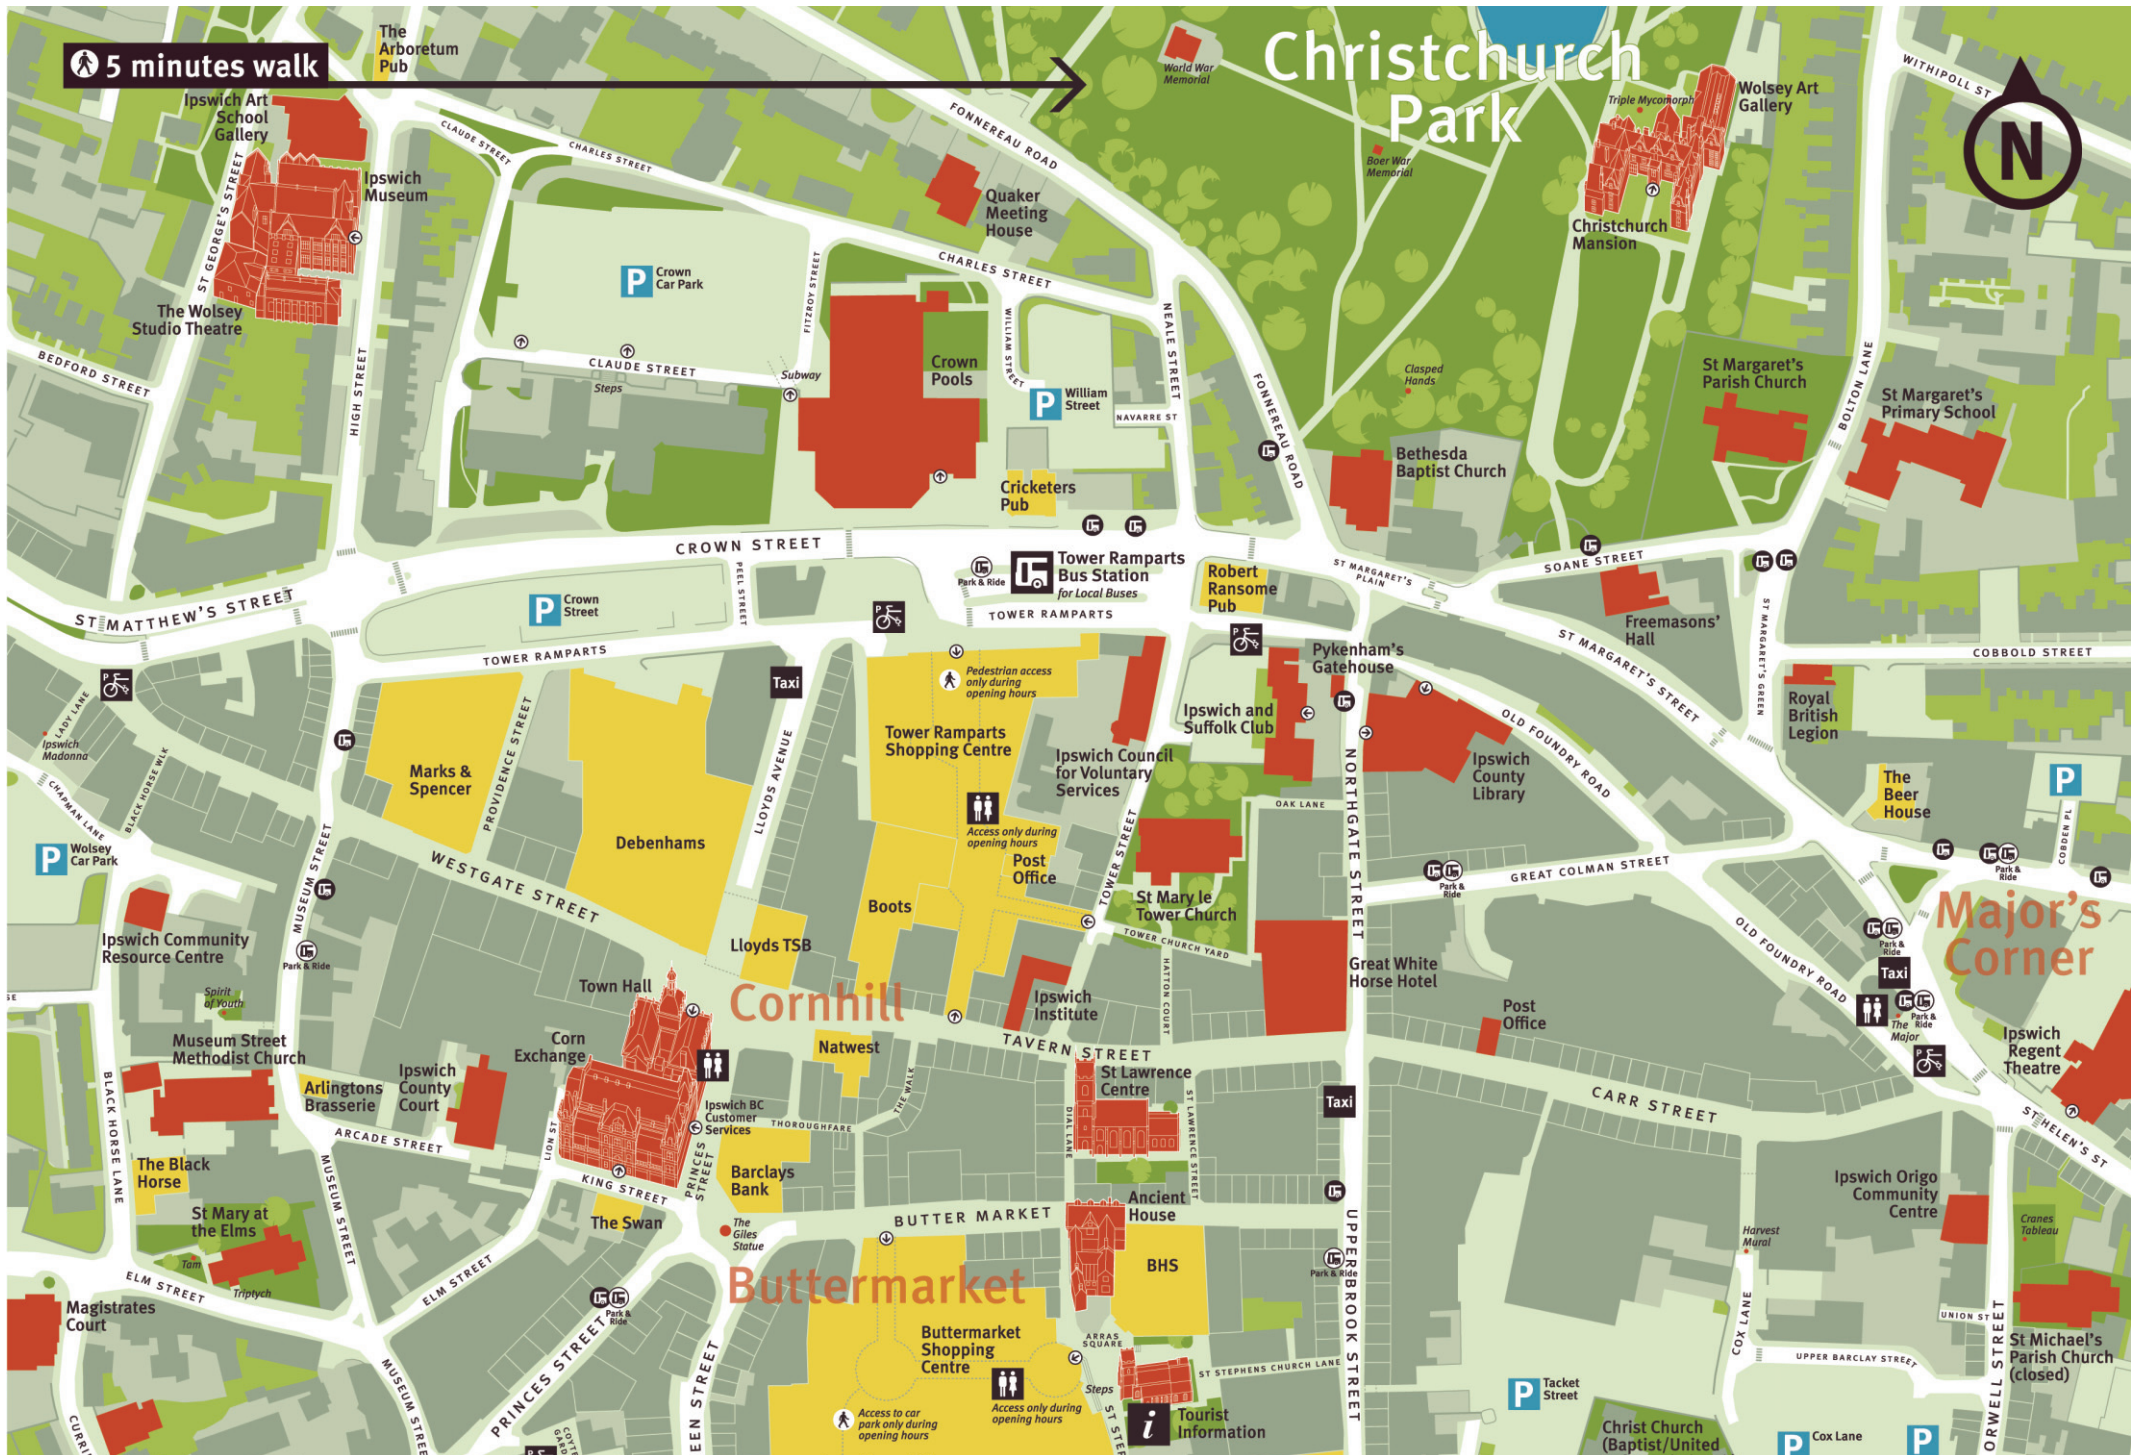 5 minutes walk
The
Arboretum
Pub
Ipswich Art
School
Gallery
Ipswich
Museum
The Wolsey
Studio Theatre
ST GEORGE'S STREET
BEDFORD STREET
HIGH STREET
CLAUDE STREET
CHARLES STREET
FONNEREAU ROAD
World War
Memorial
Christchurch
Park
Triple Mycomorph
Wolsey Art
Gallery
Boer War
Memorial
Christchurch
Mansion
WITHIPOLL ST
N
Quaker
Meeting
House
CHARLES STREET
P
Crown
Car Park
FITZROY STREET
WILLIAM STREET
NEALE STREET
Crown
Pools
CLAUDE STREET
Steps
Subway
P
William
Street
NAVARRE ST
FONNEREAU ROAD
Clasped
Hands
St Margaret's
Parish Church
BOLTON LANE
St Margaret's
Primary School
Bethesda
Baptist Church
Cricketers
Pub
CROWN STREET
Park & Ride
Tower Ramparts
Bus Station
for Local Buses
TOWER RAMPARTS
Robert
Ransome
Pub
ST MARGARET'S
PLAIN
SOANE STREET
Freemasons'
Hall
ST MARGARET'S GREEN
ST MARGARET'S STREET
COBBOLD STREET
ST MATTHEW'S STREET
P
Crown
Street
PEEL STREET
P
P
TOWER RAMPARTS
Taxi
Pedestrian access
only during
opening hours
Pykenham's
Gatehouse
P
LADY LANE
Ipswich
Madonna
BLACK HORSE WLK
CHAPMAN LANE
PROVIDENCE STREET
Marks &
Spencer
Debenhams
LLOYDS AVENUE
Tower Ramparts
Shopping Centre
Ipswich Council
for Voluntary
Services
Ipswich and
Suffolk Club
Ipswich
County
Library
OLD FOUNDRY ROAD
Royal
British
Legion
The
Beer
House
P
COBDEN PL
P
Wolsey
Car Park
MUSEUM STREET
WESTGATE STREET
Access only during
opening hours
Post
Office
Boots
TOWER STREET
OAK LANE
NORTHGATE STREET
Park &
Ride
GREAT COLMAN STREET
Park &
Ride
Major's
Corner
St Mary le
Tower Church
TOWER CHURCH YARD
HATTON COURT
Great White
Horse Hotel
OLD FOUNDRY ROAD
Park &
Ride
Taxi
Park &
Ride
The
Major
P
Ipswich
Regent
Theatre
Ipswich Community
Resource Centre
Park & Ride
Spirit
of Youth
Lloyds TSB
Town Hall
Cornhill
Ipswich
Institute
TAVERN STREET
Post
Office
CARR STREET
ST HELEN'S ST
Museum Street
Methodist Church
Arlingtons
Brasserie
Ipswich
County
Court
Corn
Exchange
Natwest
THE WALK
Ipswich BC
Customer
Services
THOROUGHFARE
DIAL LANE
St Lawrence
Centre
ST LAWRENCE STREET
Taxi
BLACK HORSE LANE
ARCADE STREET
LION ST
KING STREET
PRINCES
STREET
Barclays
Bank
The Black
Horse
MUSEUM STREET
The Swan
The
Giles
Statue
BUTTER MARKET
Ancient
House
UPPER BROOK STREET
Ipswich Origo
Community
Centre
Harvest
Mural
Cranes
Tableau
St Mary at
the Elms
Tam
Triptych
ELM STREET
ELM STREET
Buttermarket
BHS
Park & Ride
Magistrates
Court
Park &
Ride
PRINCES STREET
Buttermarket
Shopping
Centre
ARRAS
SQUARE
ST STEPHENS CHURCH LANE
Steps
COX LANE
UNION ST
UPPER BARCLAY STREET
St Michael's
Parish Church
(closed)
ORWELL STREET
MUSEUM STREE
EEN STREET
Access only during
opening hours
Access to car
park only during
opening hours
i
Tourist
Information
P
Tacket
Street
Christ Church
(Baptist/United
P
Cox Lane
P
CURRI
ST STEP